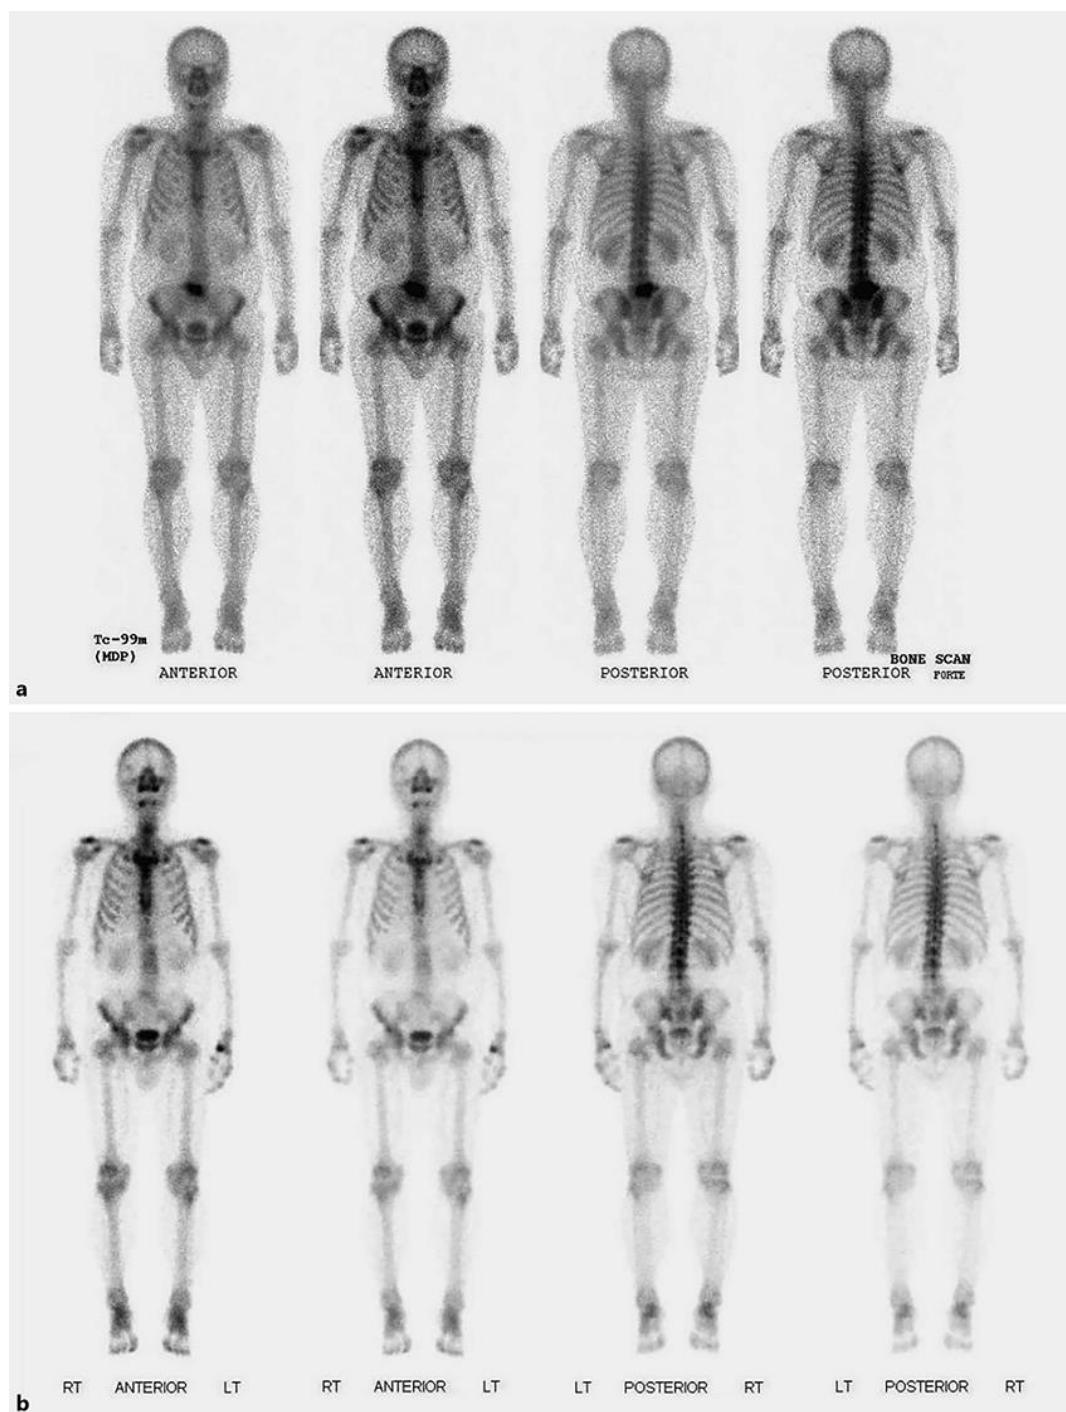 Tc-99m
(MDP)
BONE SCAN
ANTERIOR ANTERIOR POSTERIOR POSTERIOR FORTE
a
RT ANTERIOR LT RT ANTERIOR LT LT POSTERIOR RT LT POSTERIOR RT
b